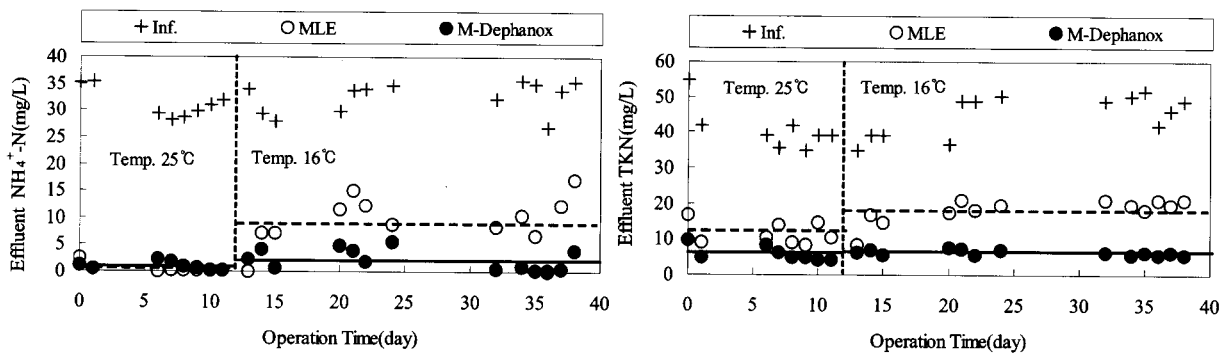 + Inf. ○ MLE ● M-Dephanox
Effluent NH₄⁺-N(mg/L)
40
35
30
25
20
15
10
5
0
Temp. 25℃ Temp. 16℃
0 5 10 15 20 25 30 35 40
Operation Time(day)
+ Inf. ○ MLE ● M-Dephanox
Effluent TKN(mg/L)
60
50
40
30
20
10
0
Temp. 25℃ Temp. 16℃
0 5 10 15 20 25 30 35 40
Operation Time(day)